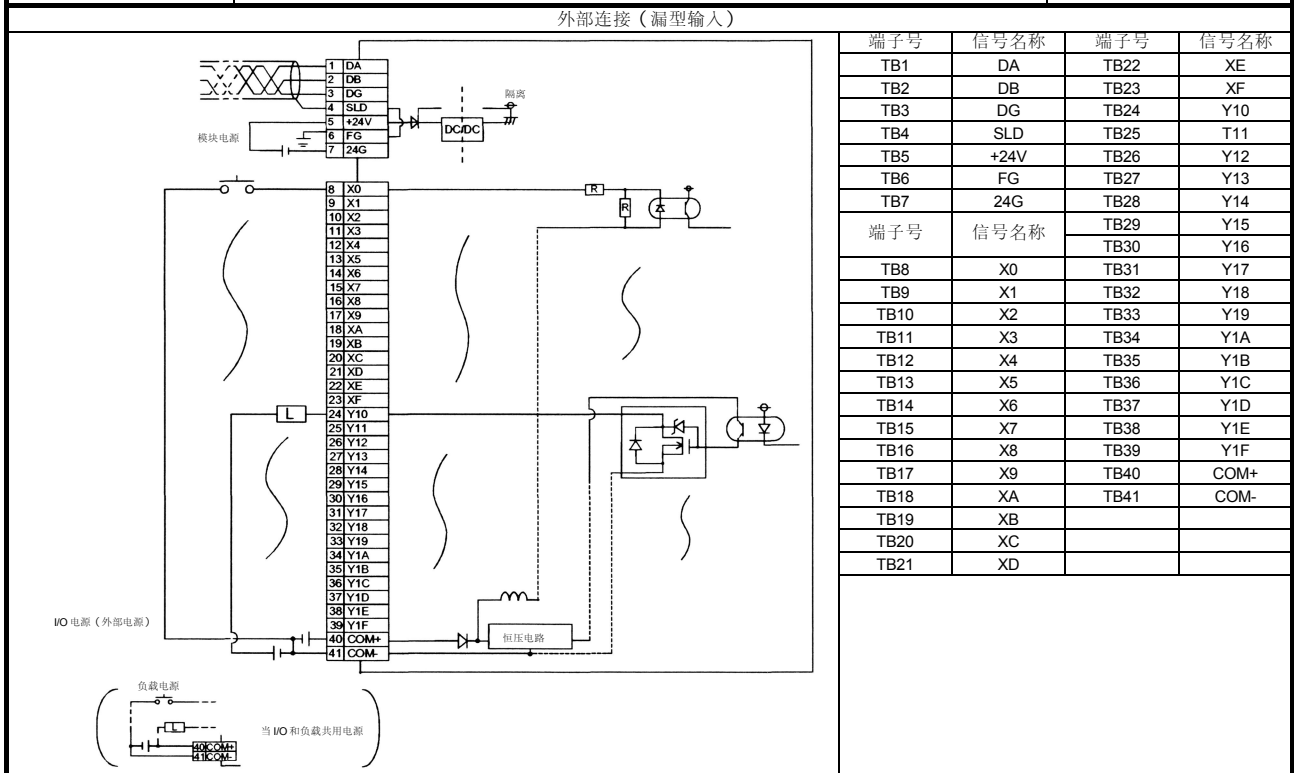 外部连接（漏型输入）
1 DA
2 DB
3 DG
4 SLD
5 +24V
6 FG
7 24G
模块电源
隔离
DC/DC
8 X0
9 X1
10 X2
11 X3
12 X4
13 X5
14 X6
15 X7
16 X8
17 X9
18 XA
19 XB
20 XC
21 XD
22 XE
23 XF
24 Y10
25 Y11
26 Y12
27 Y13
28 Y14
29 Y15
30 Y16
31 Y17
32 Y18
33 Y19
34 Y1A
35 Y1B
36 Y1C
37 Y1D
38 Y1E
39 Y1F
40 COM+
41 COM-
R
R
L
I/O 电源（外部电源）
恒压电路
负载电源
L
40 COM+
41 COM-
当 I/O 和负载共用电源
端子号 信号名称 端子号 信号名称
TB1 DA TB22 XE
TB2 DB TB23 XF
TB3 DG TB24 Y10
TB4 SLD TB25 T11
TB5 +24V TB26 Y12
TB6 FG TB27 Y13
TB7 24G TB28 Y14
端子号 信号名称 TB29 Y15
TB30 Y16
TB8 X0 TB31 Y17
TB9 X1 TB32 Y18
TB10 X2 TB33 Y19
TB11 X3 TB34 Y1A
TB12 X4 TB35 Y1B
TB13 X5 TB36 Y1C
TB14 X6 TB37 Y1D
TB15 X7 TB38 Y1E
TB16 X8 TB39 Y1F
TB17 X9 TB40 COM+
TB18 XA TB41 COM-
TB19 XB
TB20 XC
TB21 XD